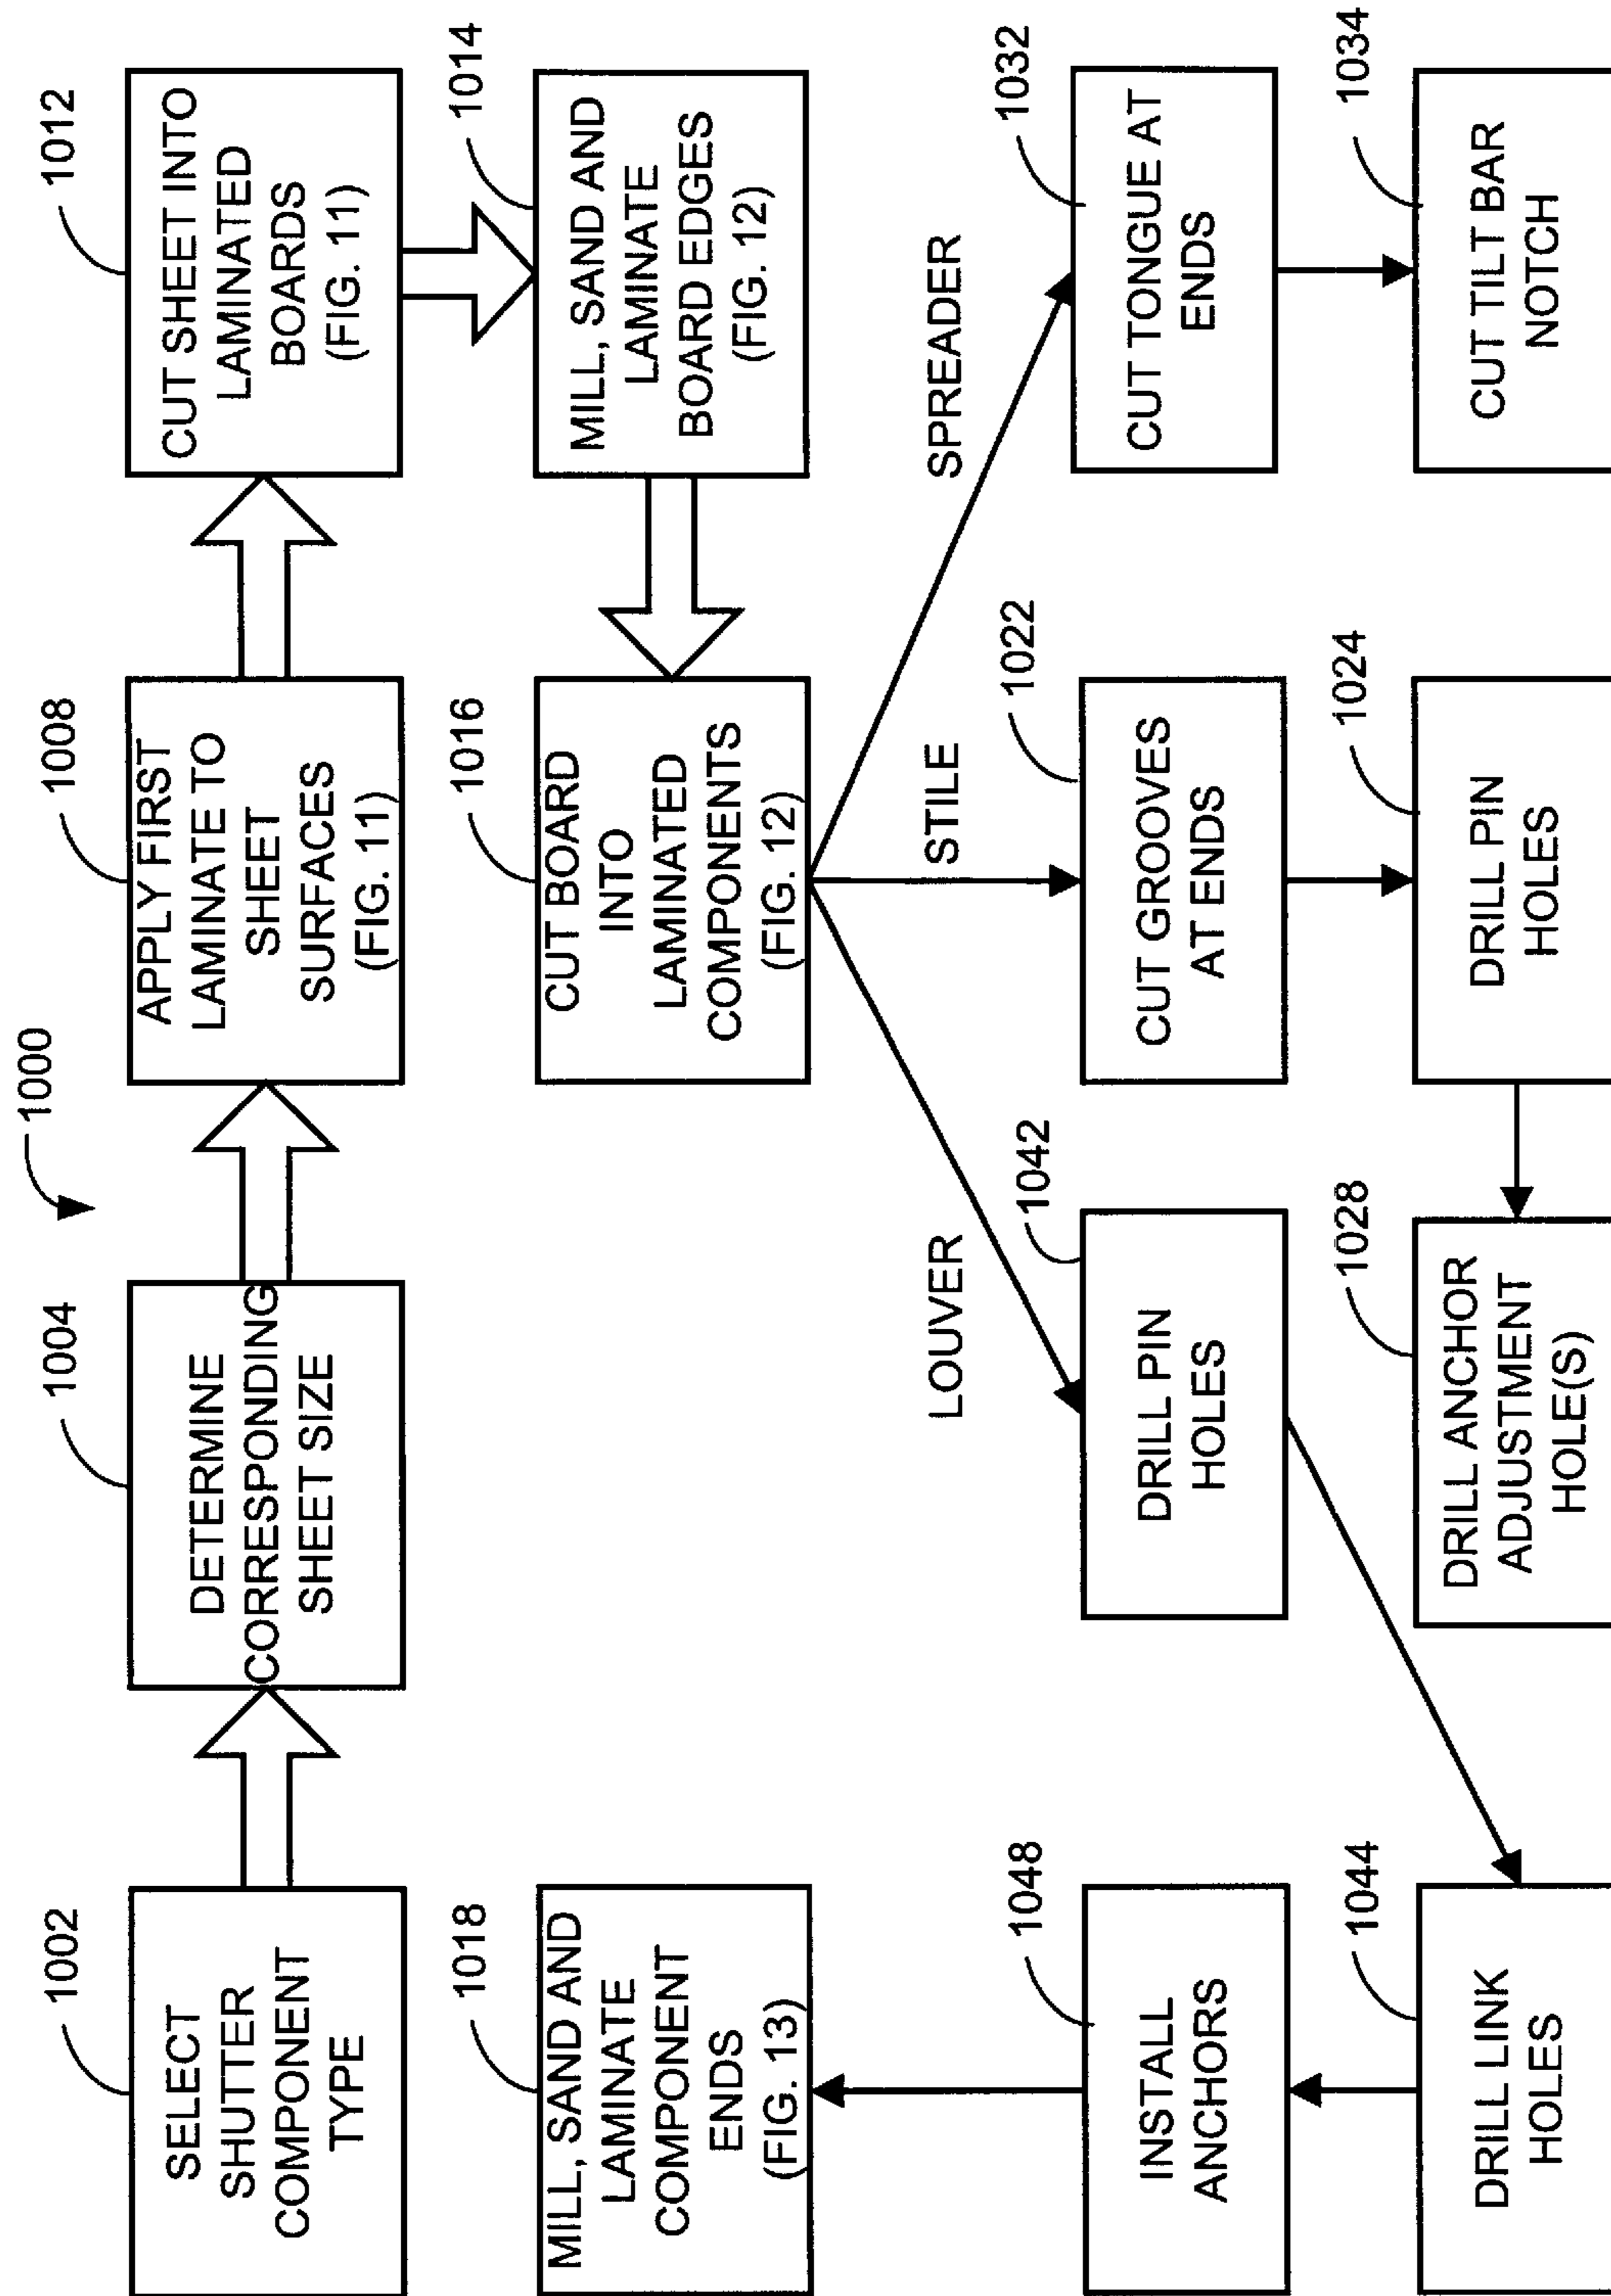 1000
1002
SELECT
SHUTTER
COMPONENT
TYPE
1004
DETERMINE
CORRESPONDING
SHEET SIZE
1008
APPLY FIRST
LAMINATE TO
SHEET
SURFACES
(FIG. 11)
1012
CUT SHEET INTO
LAMINATED
BOARDS
(FIG. 11)
1014
MILL, SAND AND
LAMINATE
BOARD EDGES
(FIG. 12)
1016
CUT BOARD
INTO
LAMINATED
COMPONENTS
(FIG. 12)
1018
MILL, SAND AND
LAMINATE
COMPONENT
ENDS
(FIG. 13)
LOUVER
STILE
SPREADER
1048
INSTALL
ANCHORS
1042
DRILL PIN
HOLES
1022
CUT GROOVES
AT ENDS
1032
CUT TONGUE AT
ENDS
1044
DRILL LINK
HOLES
1028
DRILL ANCHOR
ADJUSTMENT
HOLE(S)
1024
DRILL PIN
HOLES
1034
CUT TILT BAR
NOTCH